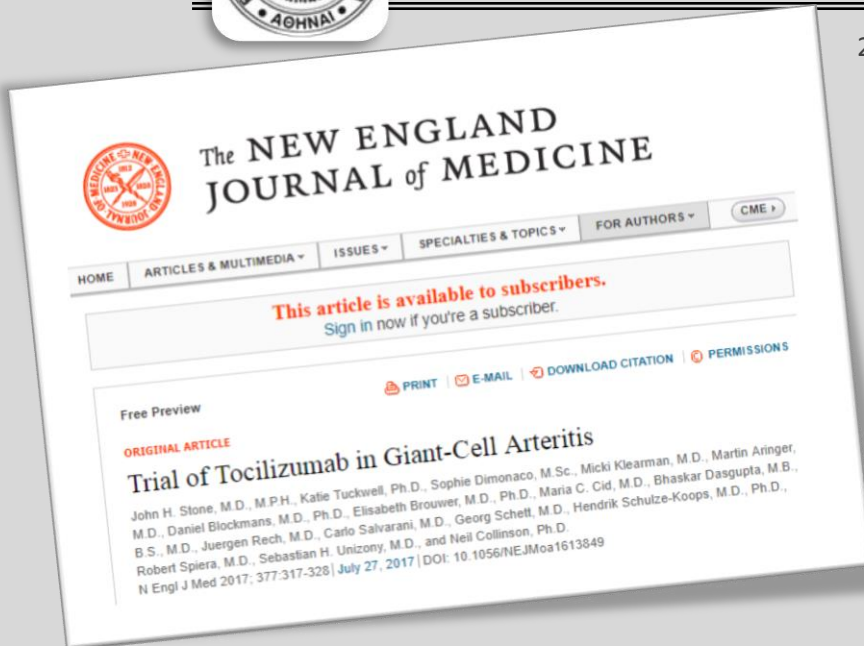 ΑΘΗΝΑΙ
2
The NEW ENGLAND
JOURNAL of MEDICINE
HOME
ARTICLES & MULTIMEDIA
ISSUES
SPECIALTIES & TOPICS
FOR AUTHORS
CME
This article is available to subscribers.
Sign in now if you're a subscriber.
PRINT | E-MAIL | DOWNLOAD CITATION | PERMISSIONS
Free Preview
ORIGINAL ARTICLE
Trial of Tocilizumab in Giant-Cell Arteritis
John H. Stone, M.D., M.P.H., Katie Tuckwell, Ph.D., Sophie Dimonaco, M.Sc., Micki Klearman, M.D., Martin Aringer,
M.D., Daniel Blockmans, M.D., Ph.D., Elisabeth Brouwer, M.D., Ph.D., Maria C. Cid, M.D., Bhaskar Dasgupta, M.B.,
B.S., M.D., Juergen Rech, M.D., Carlo Salvarani, M.D., Georg Schett, M.D., Hendrik Schulze-Koops, M.D., Ph.D.,
Robert Spiera, M.D., Sebastian H. Unizony, M.D., and Neil Collinson, Ph.D.
N Engl J Med 2017; 377:317-328 | July 27, 2017 | DOI: 10.1056/NEJMoa1613849